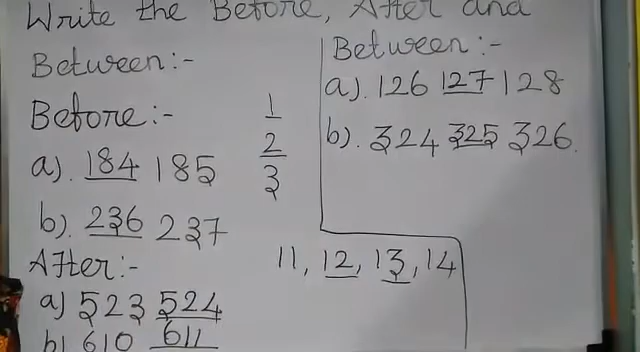 Write the Before, After and
Between:-
Before:-
a). 184 185
b). 236 237
After:-
a) 523 524
b) 610 611
1
2
3
Between:-
a). 126 127 128
b). 324 325 326.
11, 12, 13, 14